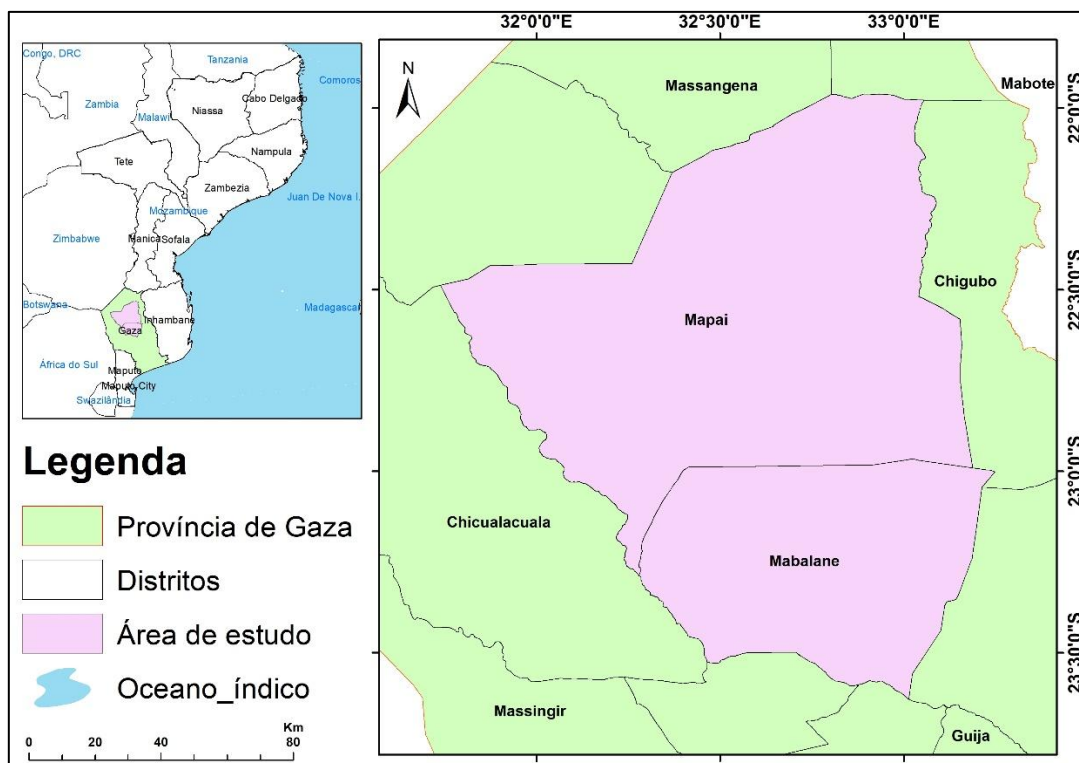 32°0'0"E
32°30'0"E
33°0'0"E
22°0'0"S
22°30'0"S
23°0'0"S
23°30'0"S
Congo, DRC
Tanzania
Comoros
Zambia
Malawi
Niassa
Cabo Delgado
Nampula
Tete
Zambezia
Juan De Nova I.
Mozambique
Zimbabwe
Manica
Sofala
Botswana
Madagascal
Inhambane
Gaza
África do Sul
Maputo
Maputo City
Swazilândia
N
Massangena
Mabote
Chigubo
Mapai
Chicualacuala
Mabalane
Massingir
Guija
Legenda
Província de Gaza
Distritos
Área de estudo
Oceano_índico
Km
0 20 40 60 80